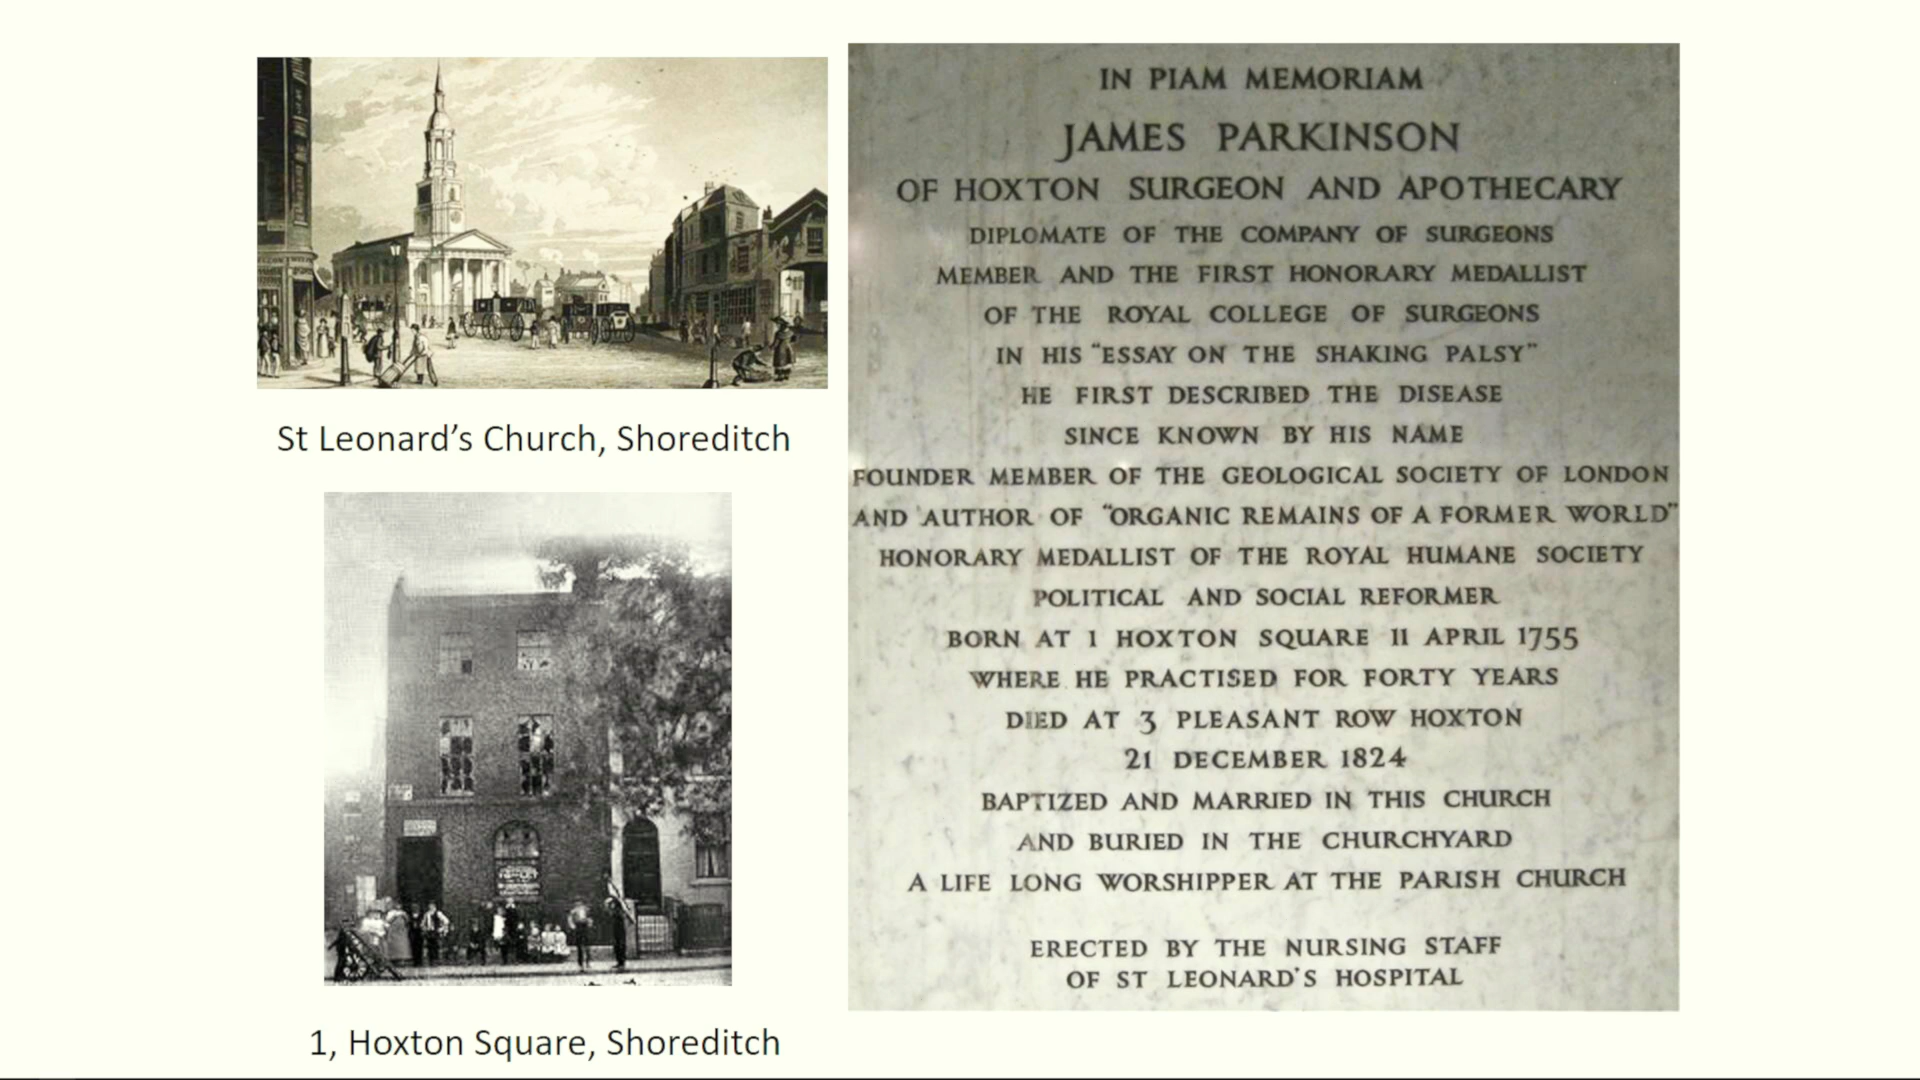 St Leonard’s Church, Shoreditch
1, Hoxton Square, Shoreditch
IN PIAM MEMORIAM
JAMES PARKINSON
OF HOXTON SURGEON AND APOTHECARY
DIPLOMATE OF THE COMPANY OF SURGEONS
MEMBER AND THE FIRST HONORARY MEDALLIST
OF THE ROYAL COLLEGE OF SURGEONS
IN HIS “ESSAY ON THE SHAKING PALSY”
HE FIRST DESCRIBED THE DISEASE
SINCE KNOWN BY HIS NAME
FOUNDER MEMBER OF THE GEOLOGICAL SOCIETY OF LONDON
AND AUTHOR OF “ORGANIC REMAINS OF A FORMER WORLD”
HONORARY MEDALLIST OF THE ROYAL HUMANE SOCIETY
POLITICAL AND SOCIAL REFORMER
BORN AT 1 HOXTON SQUARE 11 APRIL 1755
WHERE HE PRACTISED FOR FORTY YEARS
DIED AT 3 PLEASANT ROW HOXTON
21 DECEMBER 1824
BAPTIZED AND MARRIED IN THIS CHURCH
AND BURIED IN THE CHURCHYARD
A LIFE LONG WORSHIPPER AT THE PARISH CHURCH
ERECTED BY THE NURSING STAFF
OF ST LEONARD’S HOSPITAL